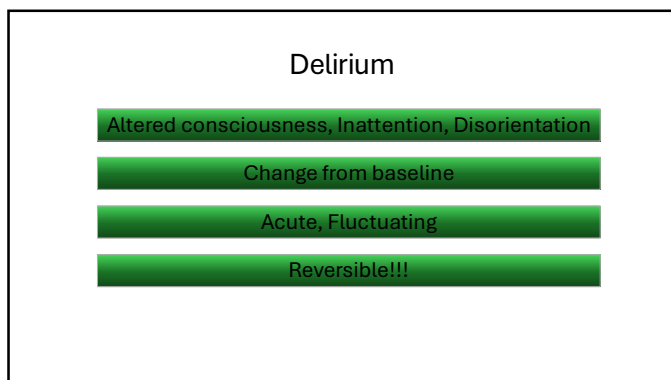 Delirium
Altered consciousness, Inattention, Disorientation
Change from baseline
Acute, Fluctuating
Reversible!!!